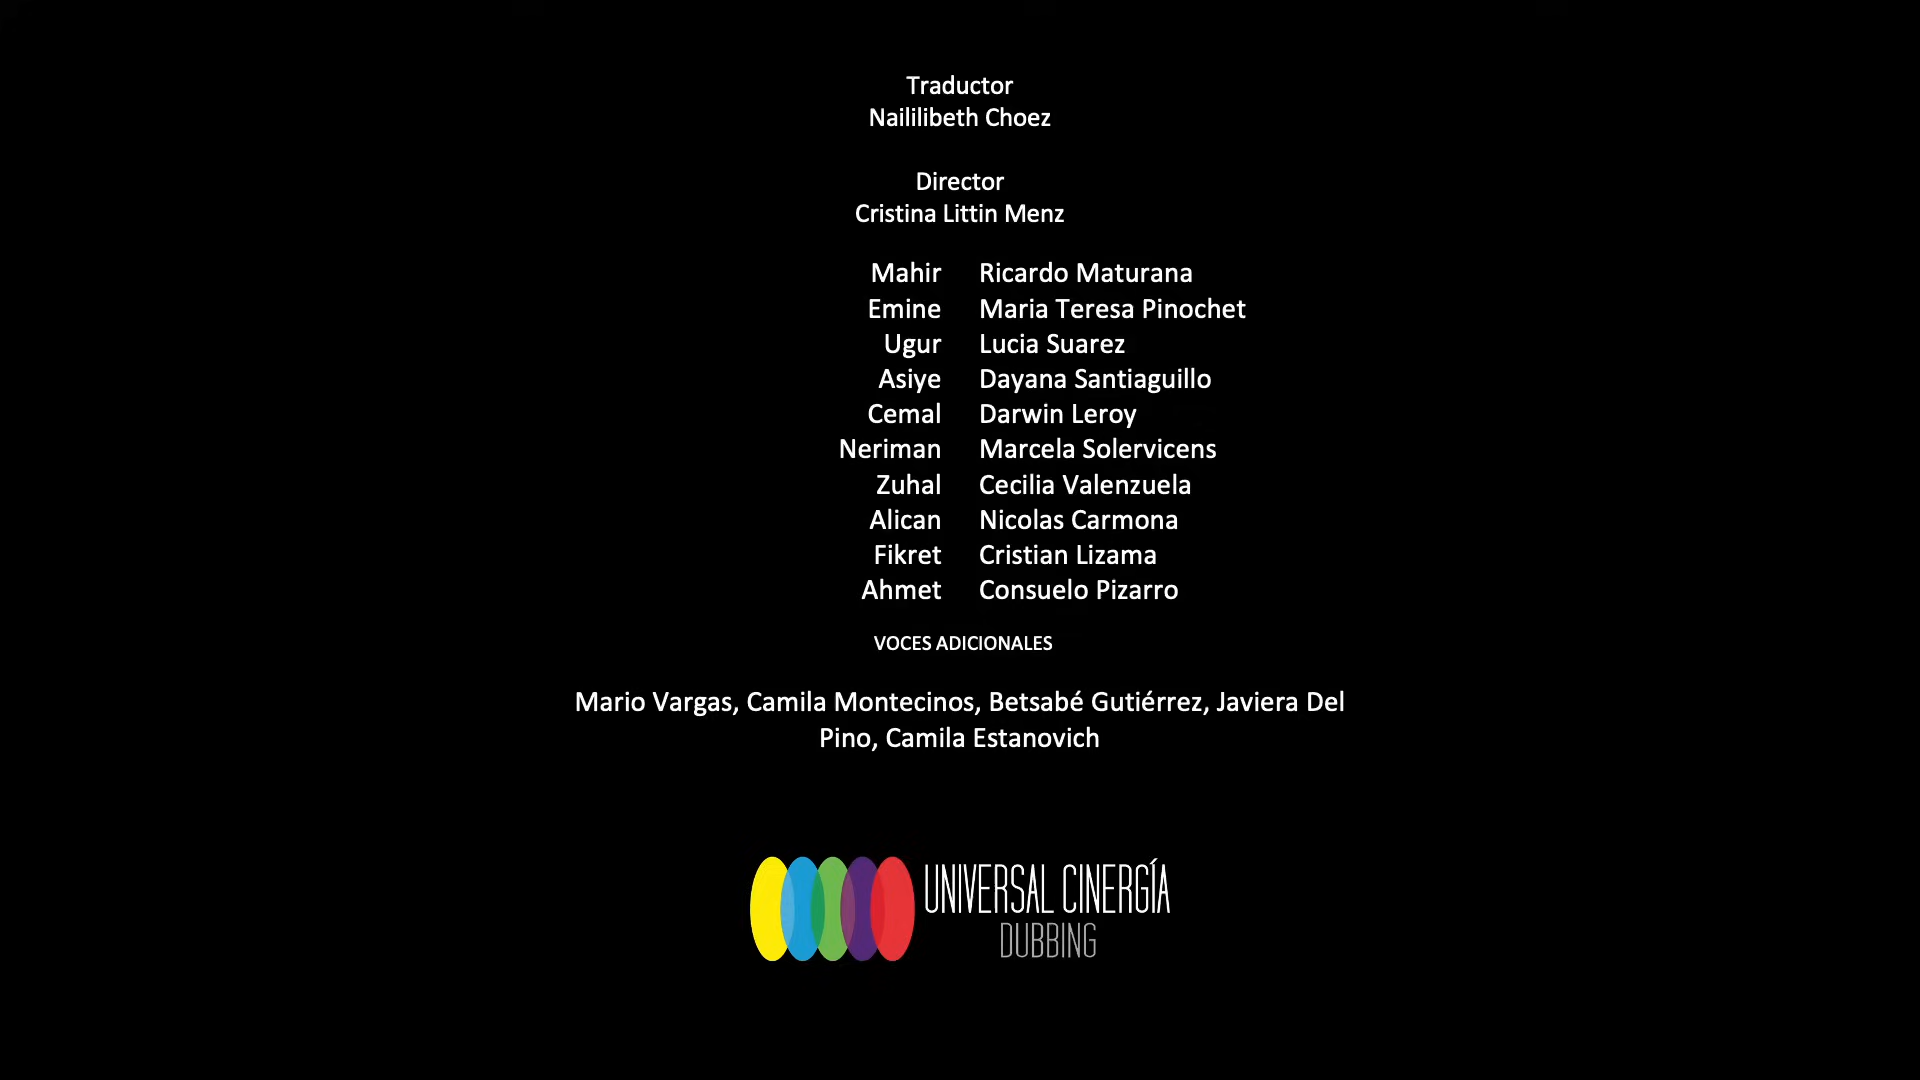 Traductor
Naililibeth Choez
Director
Cristina Littin Menz
Mahir Ricardo Maturana
Emine Maria Teresa Pinochet
Ugur Lucia Suarez
Asiye Dayana Santiaguillo
Cemal Darwin Leroy
Neriman Marcela Solervicens
Zuhal Cecilia Valenzuela
Alican Nicolas Carmona
Fikret Cristian Lizama
Ahmet Consuelo Pizarro
VOCES ADICIONALES
Mario Vargas, Camila Montecinos, Betsabé Gutiérrez, Javiera Del
Pino, Camila Estanovich
UNIVERSAL CINERGÍA
DUBBING